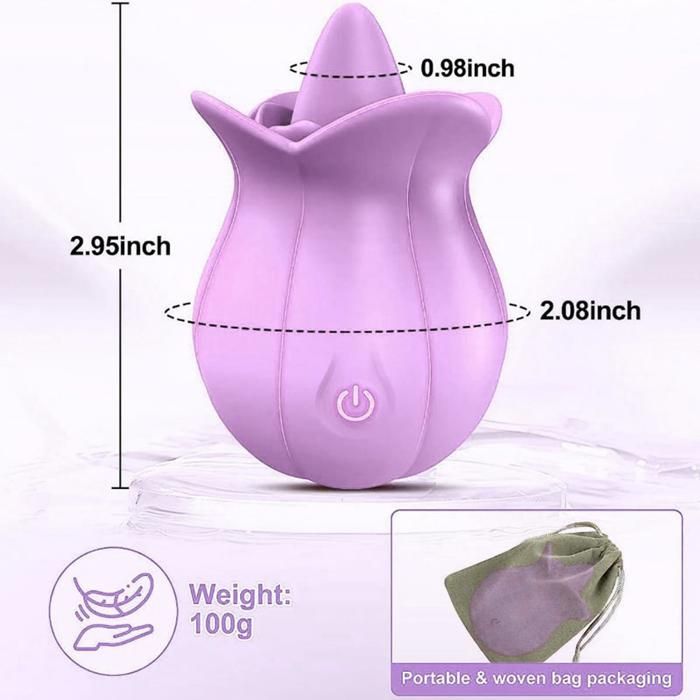 0.98inch
2.95inch
2.08inch
Weight:
100g
Portable & woven bag packaging